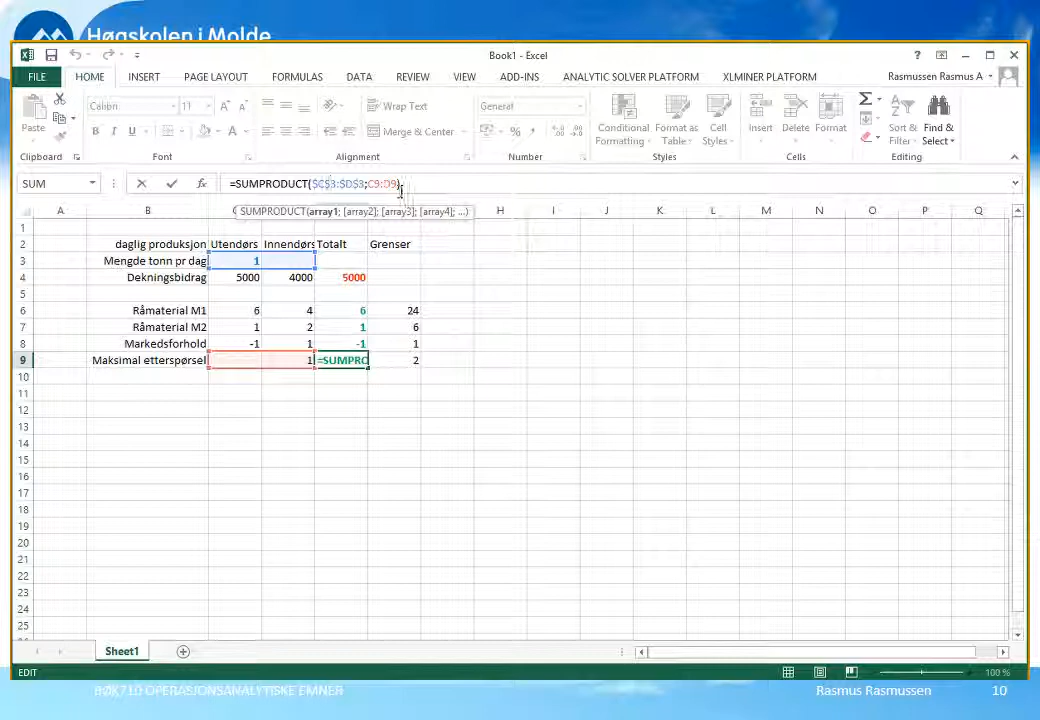 Høgskolen i Molde
Book1 - Excel
FILE HOME INSERT PAGE LAYOUT FORMULAS DATA REVIEW VIEW ADD-INS ANALYTIC SOLVER PLATFORM XLMINER PLATFORM Rasmussen Rasmus A
Paste
Calibri 11
Wrap Text
General
Merge & Center
Conditional Formatting
Format as Table
Cell Styles
Insert Delete Format
Sort & Filter
Find & Select
Clipboard Font Alignment Number Styles Cells Editing
SUM =SUMPRODUCT($C$3:$D$3;C9:D9)
SUMPRODUCT(array1; [array2]; [array3]; [array4]; ...)
A B C H I J K L M N O P Q
1
2 daglig produksjon Utendørs Innendørs Totalt Grenser
3 Mengde tonn pr dag 1
4 Dekningsbidrag 5000 4000 5000
5
6 Råmaterial M1 6 4 6 24
7 Råmaterial M2 1 2 1 6
8 Markedsforhold -1 1 -1 1
9 Maksimal etterspørsel 1 =SUMPRO 2
10
11
12
13
14
15
16
17
18
19
20
21
22
23
24
25
Sheet1
EDIT 100 %
BØK710 OPERASJONSANALYTISKE EMNER Rasmus Rasmussen 10